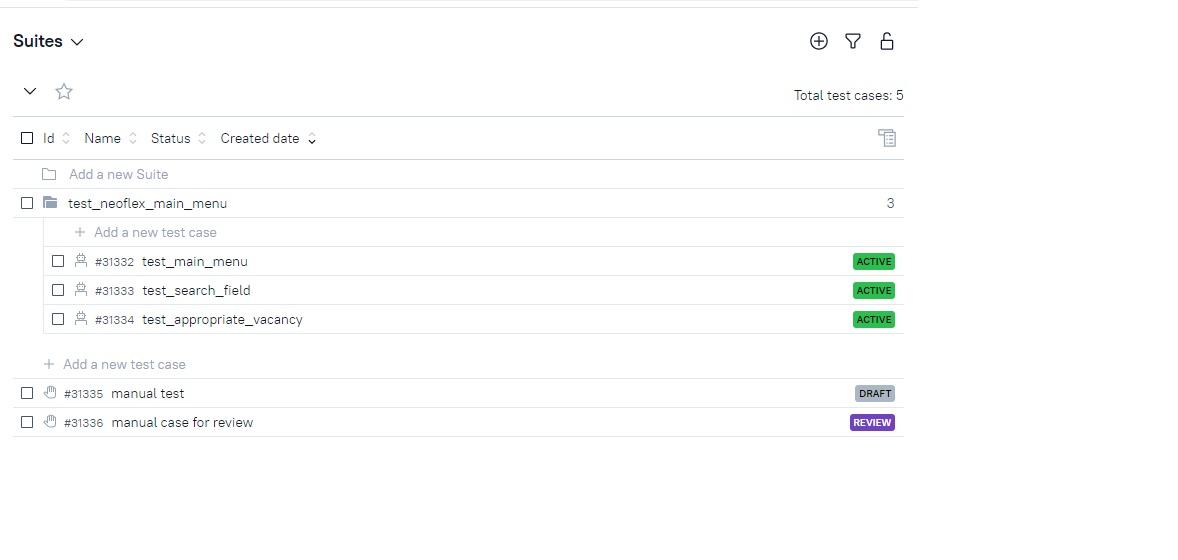 Suites
Total test cases: 5
Id Name Status Created date
Add a new Suite
test_neoflex_main_menu 3
Add a new test case
#31332 test_main_menu ACTIVE
#31333 test_search_field ACTIVE
#31334 test_appropriate_vacancy ACTIVE
Add a new test case
#31335 manual test DRAFT
#31336 manual case for review REVIEW